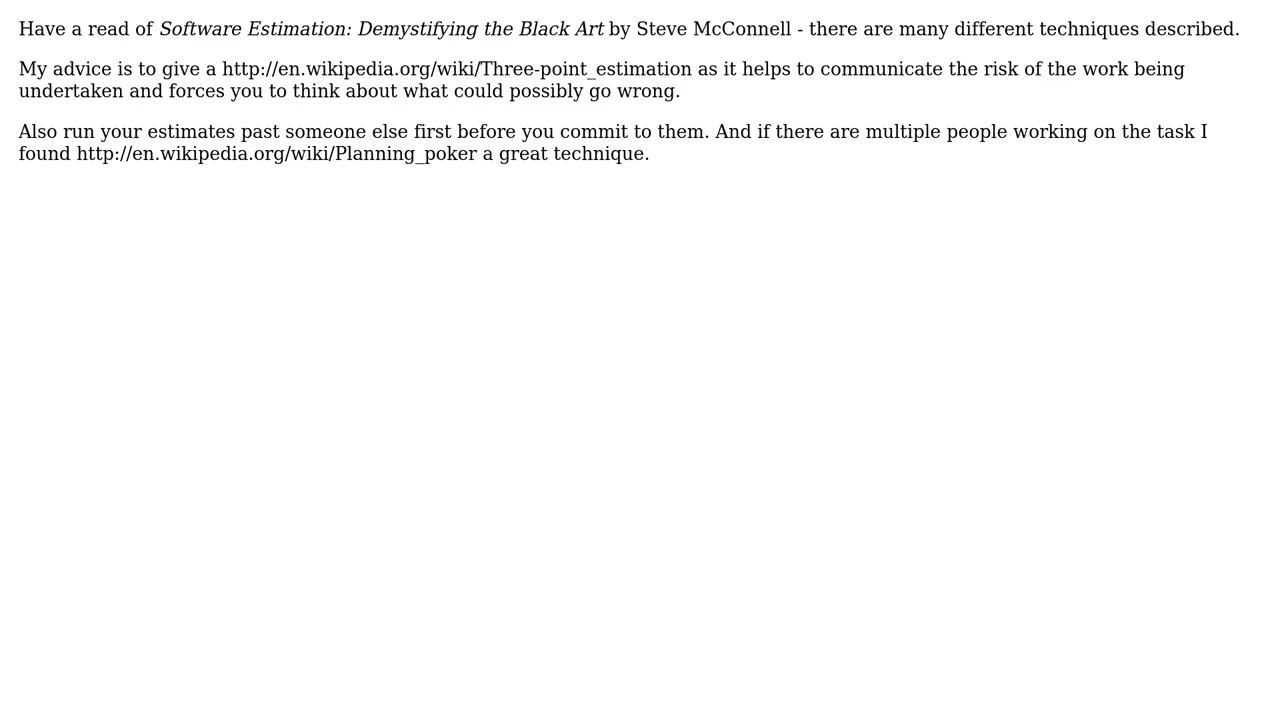 Have a read of Software Estimation: Demystifying the Black Art by Steve McConnell - there are many different techniques described.
My advice is to give a http://en.wikipedia.org/wiki/Three-point_estimation as it helps to communicate the risk of the work being
undertaken and forces you to think about what could possibly go wrong.
Also run your estimates past someone else first before you commit to them. And if there are multiple people working on the task I
found http://en.wikipedia.org/wiki/Planning_poker a great technique.